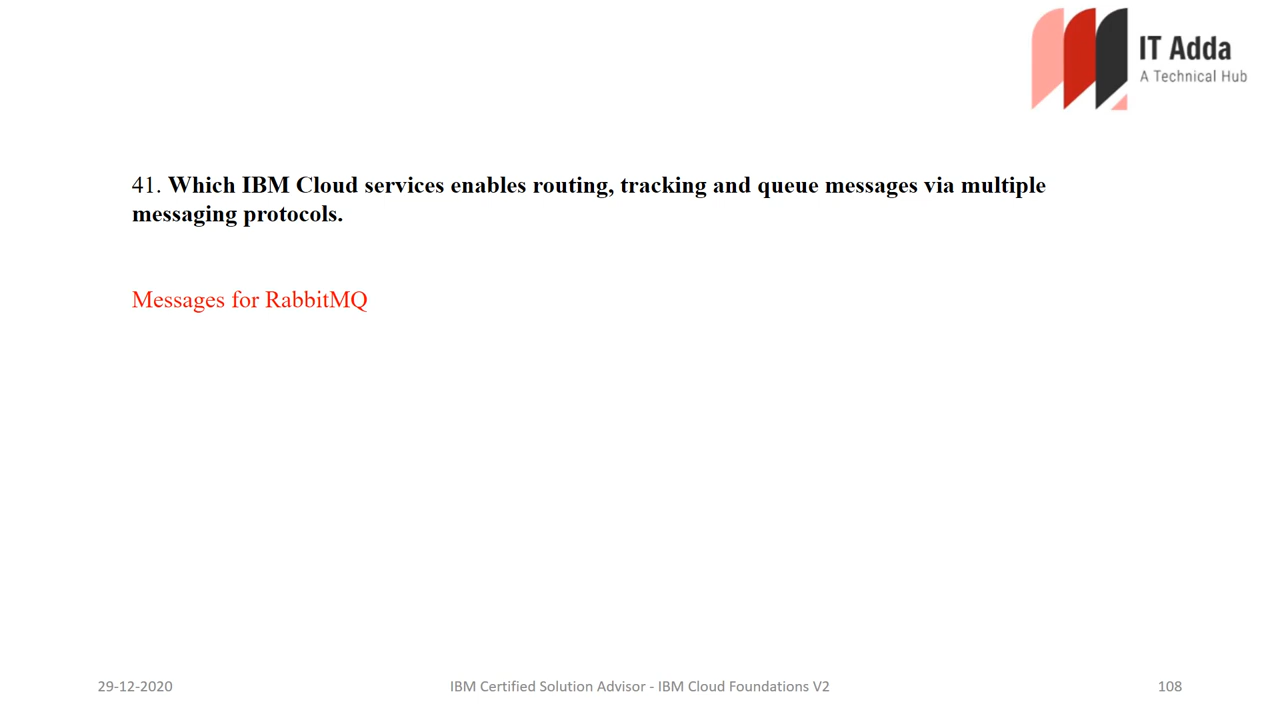 IT Adda
A Technical Hub
41. Which IBM Cloud services enables routing, tracking and queue messages via multiple
messaging protocols.
Messages for RabbitMQ
29-12-2020
IBM Certified Solution Advisor - IBM Cloud Foundations V2
108